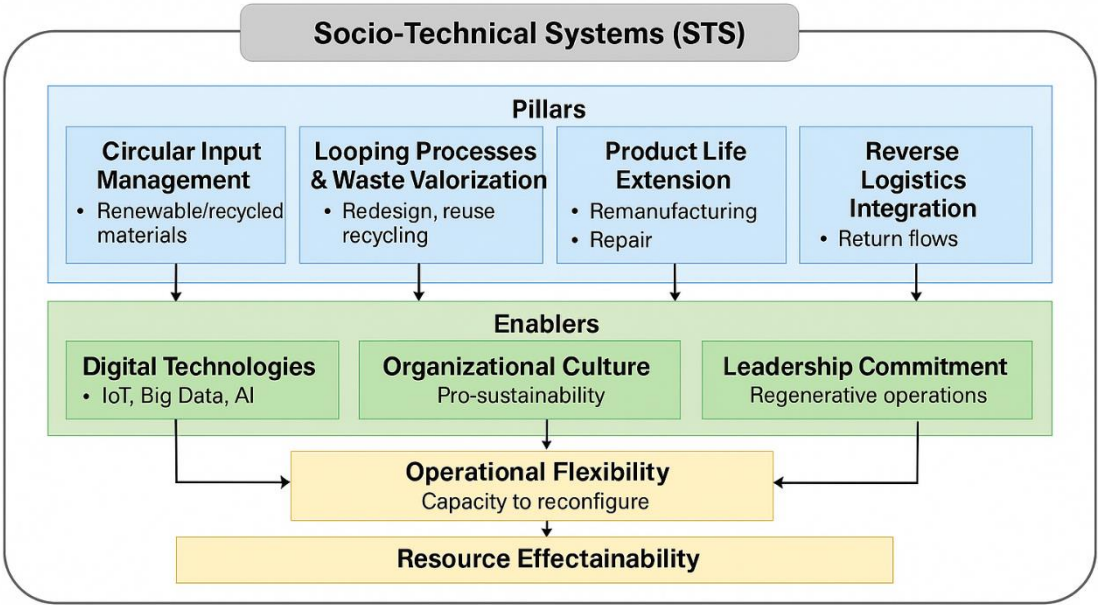 Socio-Technical Systems (STS)
Pillars
Circular Input
Management
• Renewable/recycled
materials
Looping Processes
& Waste Valorization
• Redesign, reuse
recycling
Product Life
Extension
• Remanufacturing
• Repair
Reverse
Logistics
Integration
• Return flows
Enablers
Digital Technologies
• IoT, Big Data, AI
Organizational Culture
Pro-sustainability
Leadership Commitment
Regenerative operations
Operational Flexibility
Capacity to reconfigure
Resource Effectainability